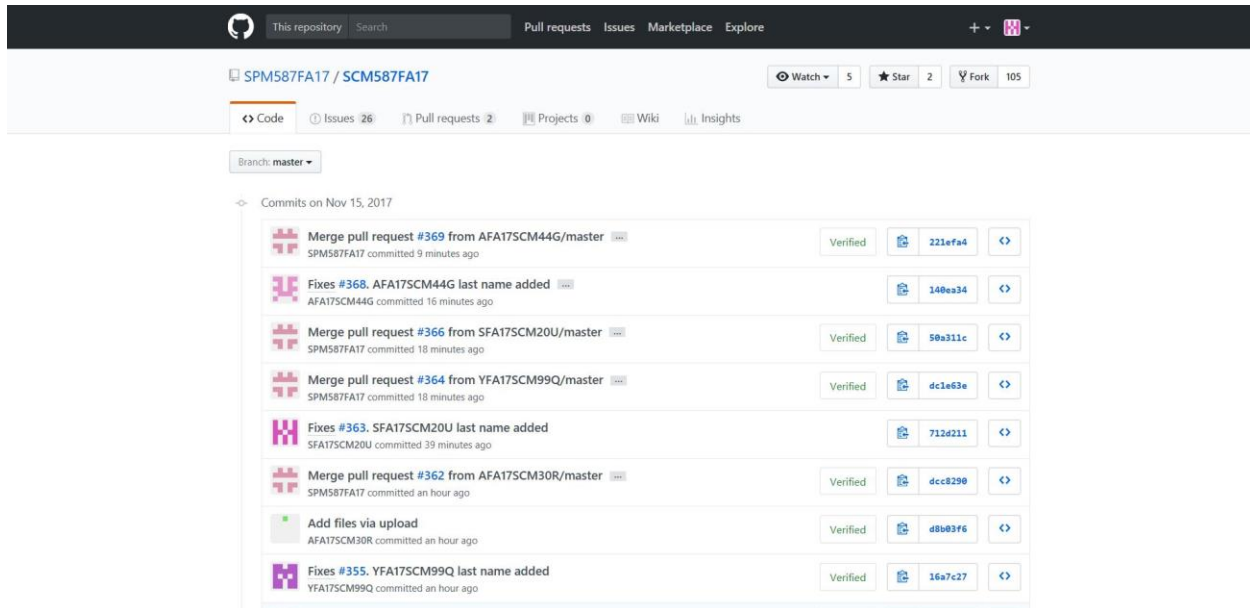 This repository Search Pull requests Issues Marketplace Explore
SPM587FA17 / SCM587FA17 Watch 5 Star 2 Fork 105
Code Issues 26 Pull requests 2 Projects 0 Wiki Insights
Branch: master
Commits on Nov 15, 2017
Merge pull request #369 from AFA17SCM44G/master …
SPM587FA17 committed 9 minutes ago
Verified 221efa4
Fixes #368. AFA17SCM44G last name added …
AFA17SCM44G committed 16 minutes ago
140ea34
Merge pull request #366 from SFA17SCM20U/master …
SPM587FA17 committed 18 minutes ago
Verified 50a311c
Merge pull request #364 from YFA17SCM99Q/master …
SPM587FA17 committed 18 minutes ago
Verified dc1e63e
Fixes #363. SFA17SCM20U last name added
SFA17SCM20U committed 39 minutes ago
712d211
Merge pull request #362 from AFA17SCM30R/master …
SPM587FA17 committed an hour ago
Verified dcc8290
Add files via upload
AFA17SCM30R committed an hour ago
Verified d8b03f6
Fixes #355. YFA17SCM99Q last name added
YFA17SCM99Q committed an hour ago
Verified 16a7c27